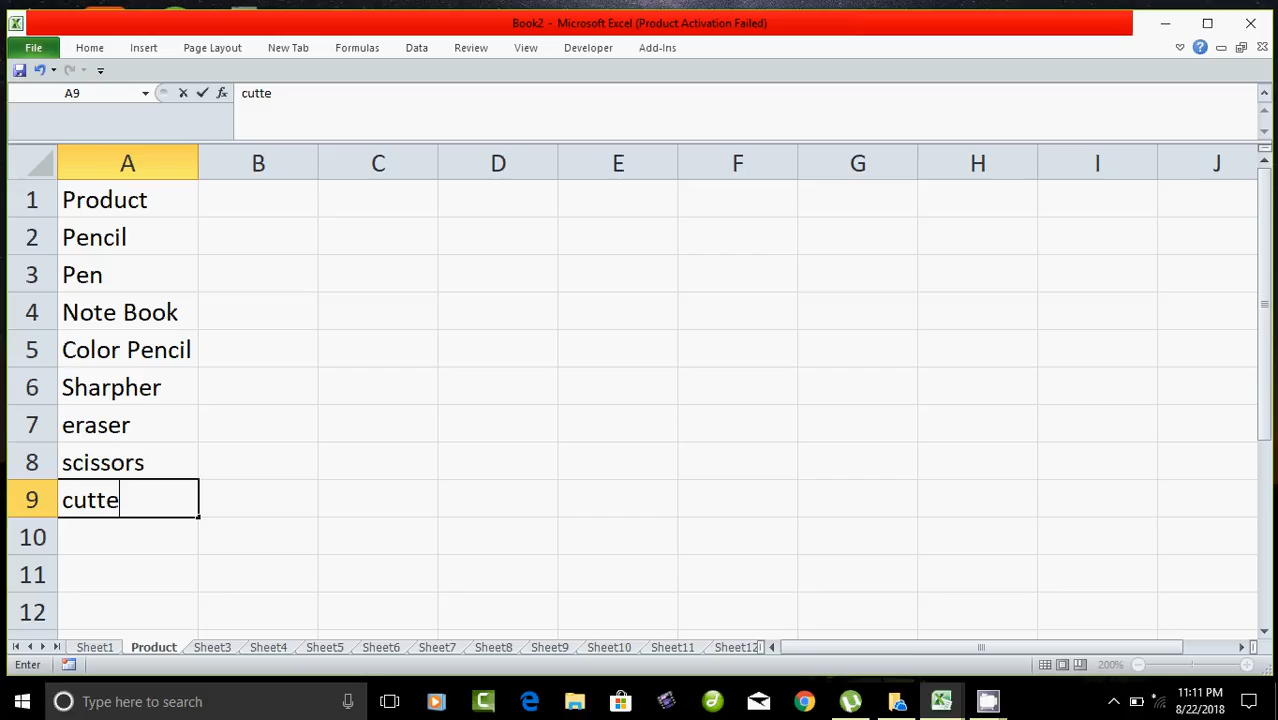 Book2 - Microsoft Excel (Product Activation Failed)
File Home Insert Page Layout New Tab Formulas Data Review View Developer Add-Ins
A9 fx cutte
A B C D E F G H I J
1 Product
2 Pencil
3 Pen
4 Note Book
5 Color Pencil
6 Sharpher
7 eraser
8 scissors
9 cutte
10
11
12
Sheet1 Product Sheet3 Sheet4 Sheet5 Sheet6 Sheet7 Sheet8 Sheet9 Sheet10 Sheet11 Sheet12
Enter 200%
Type here to search
11:11 PM
8/22/2018